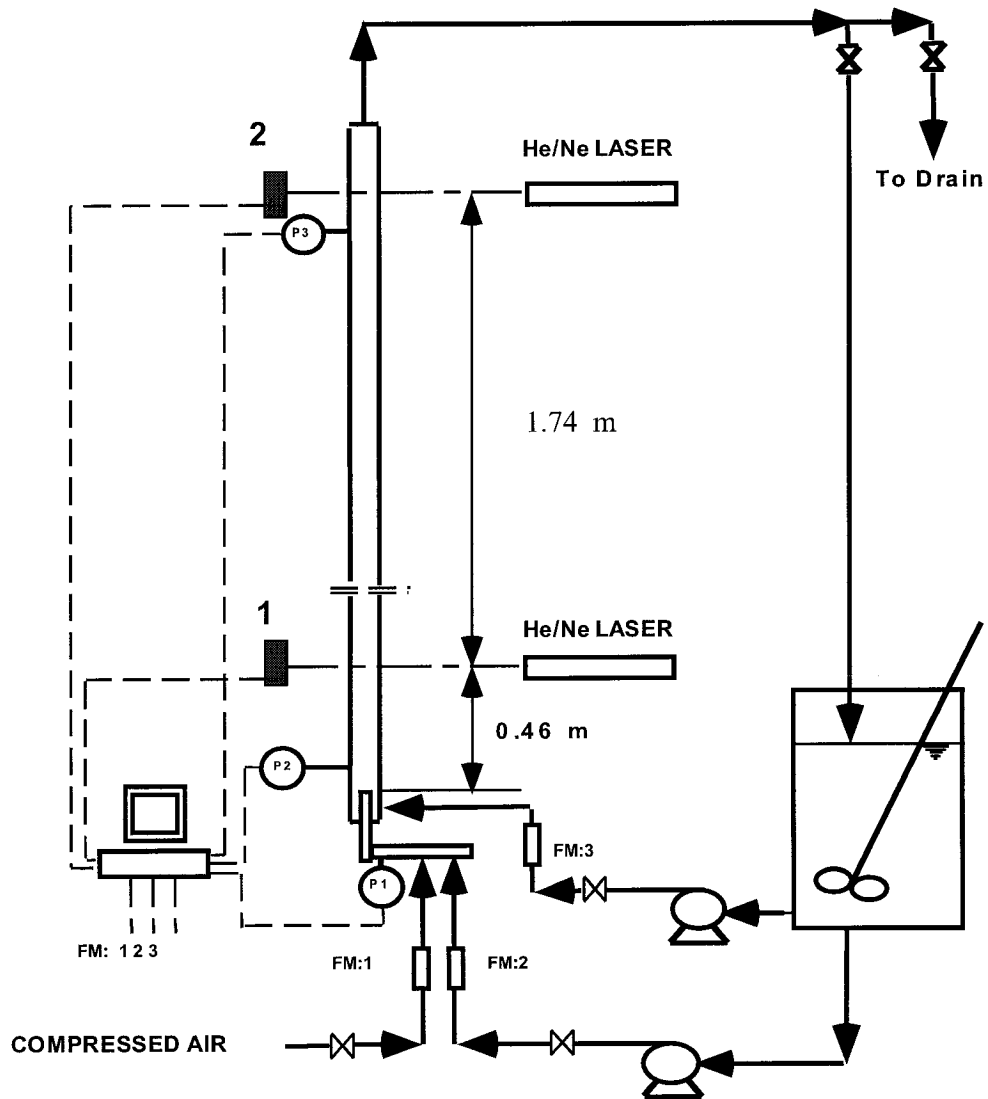 2
He/Ne LASER
To Drain
P3
1.74 m
1
He/Ne LASER
0.46 m
P2
FM:3
P1
FM: 1 2 3
FM:1
FM:2
COMPRESSED AIR